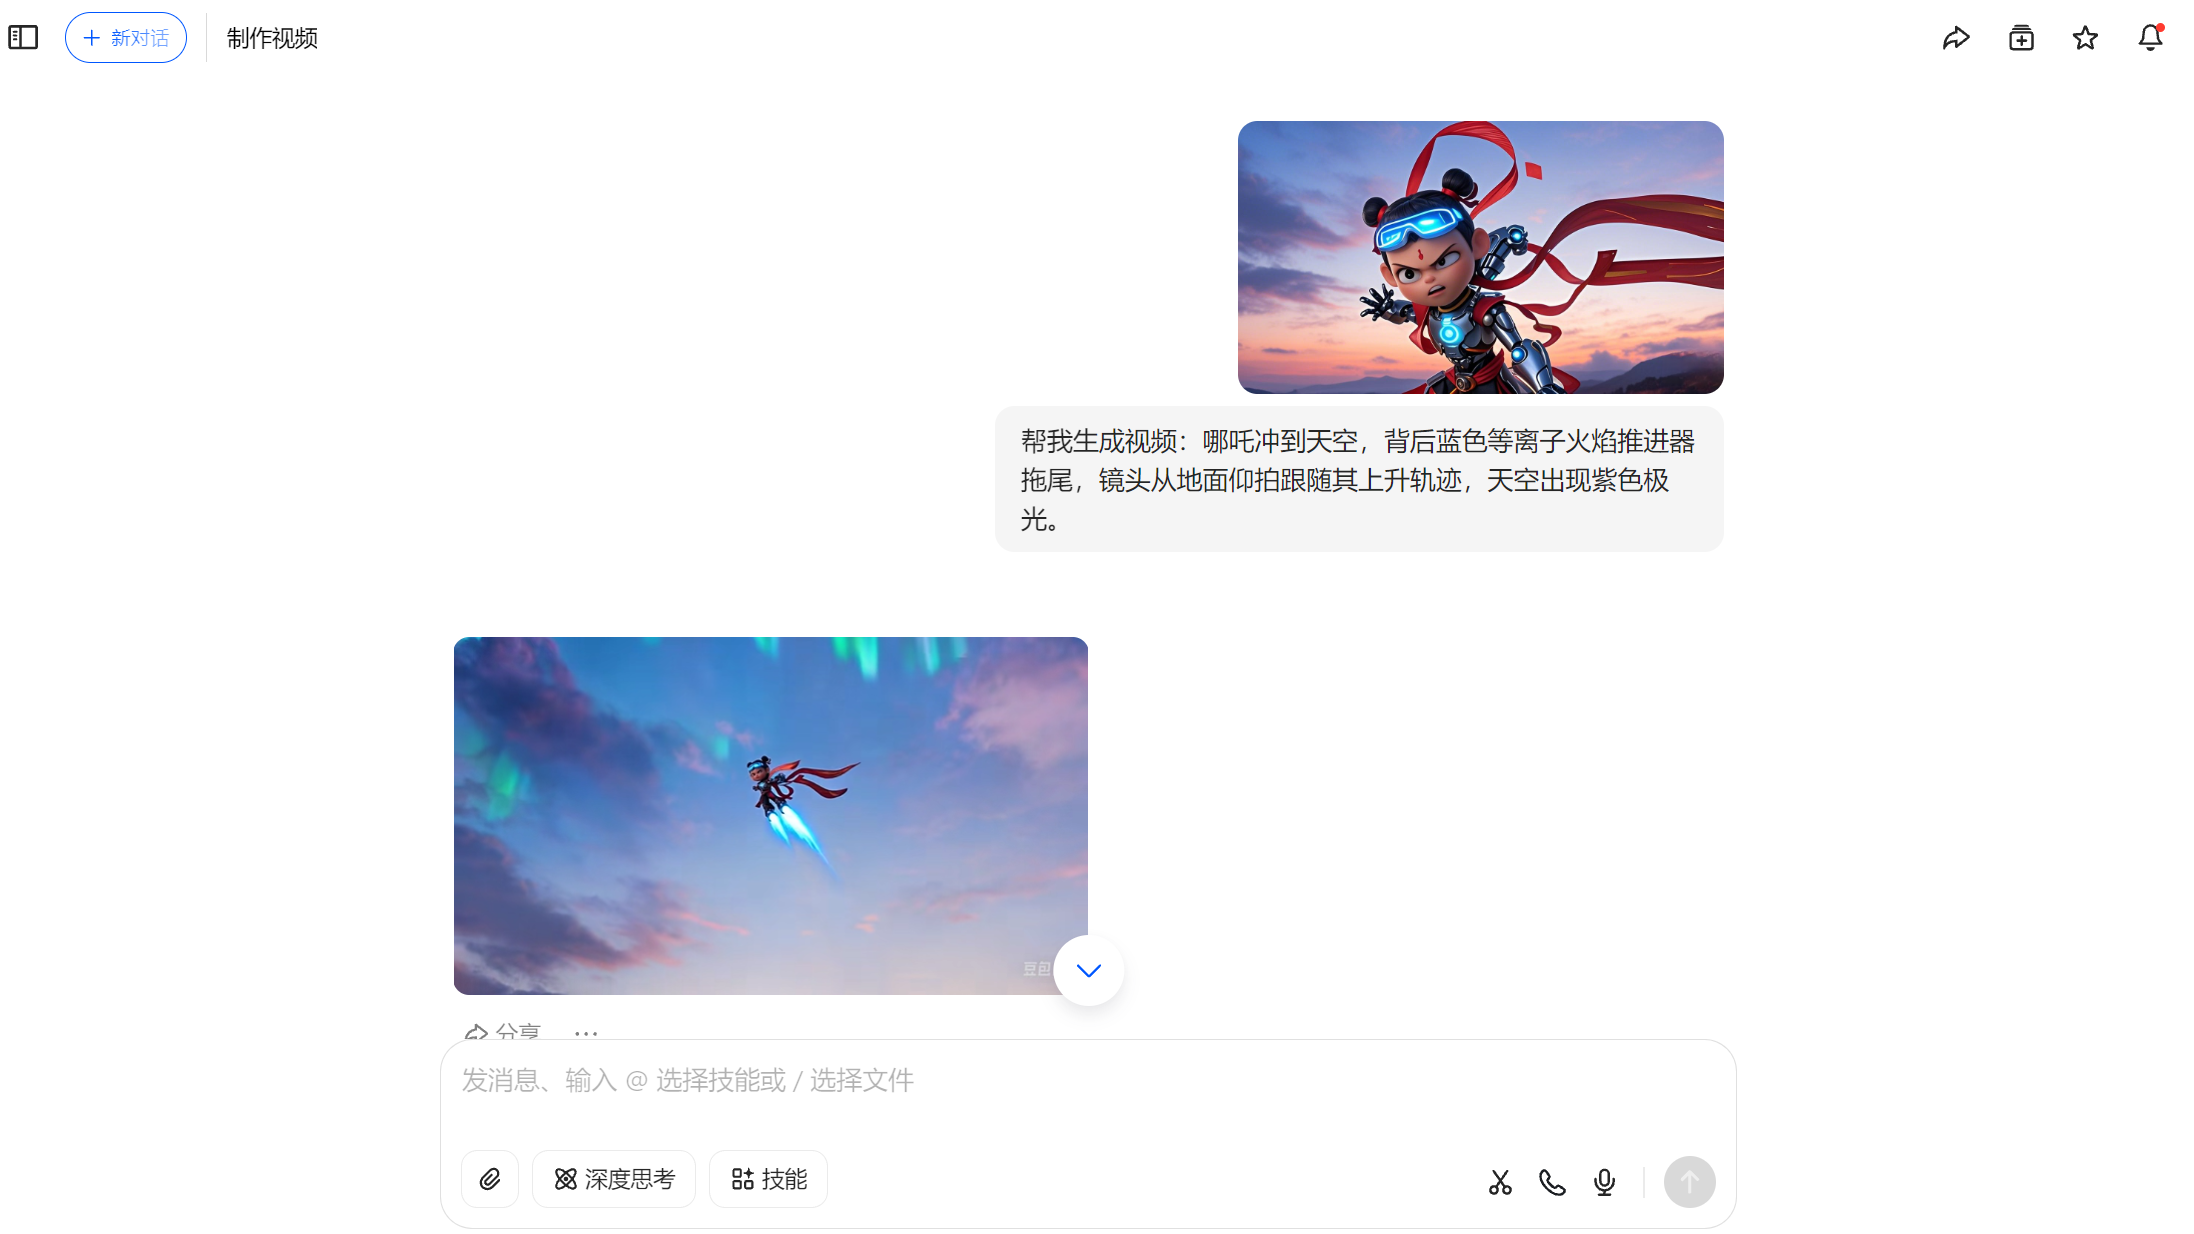 新对话
制作视频
帮我生成视频：哪吒冲到天空，背后蓝色等离子火焰推进器
拖尾，镜头从地面仰拍跟随其上升轨迹，天空出现紫色极
光。
豆包
分享
发消息、输入 @ 选择技能或 / 选择文件
深度思考
技能